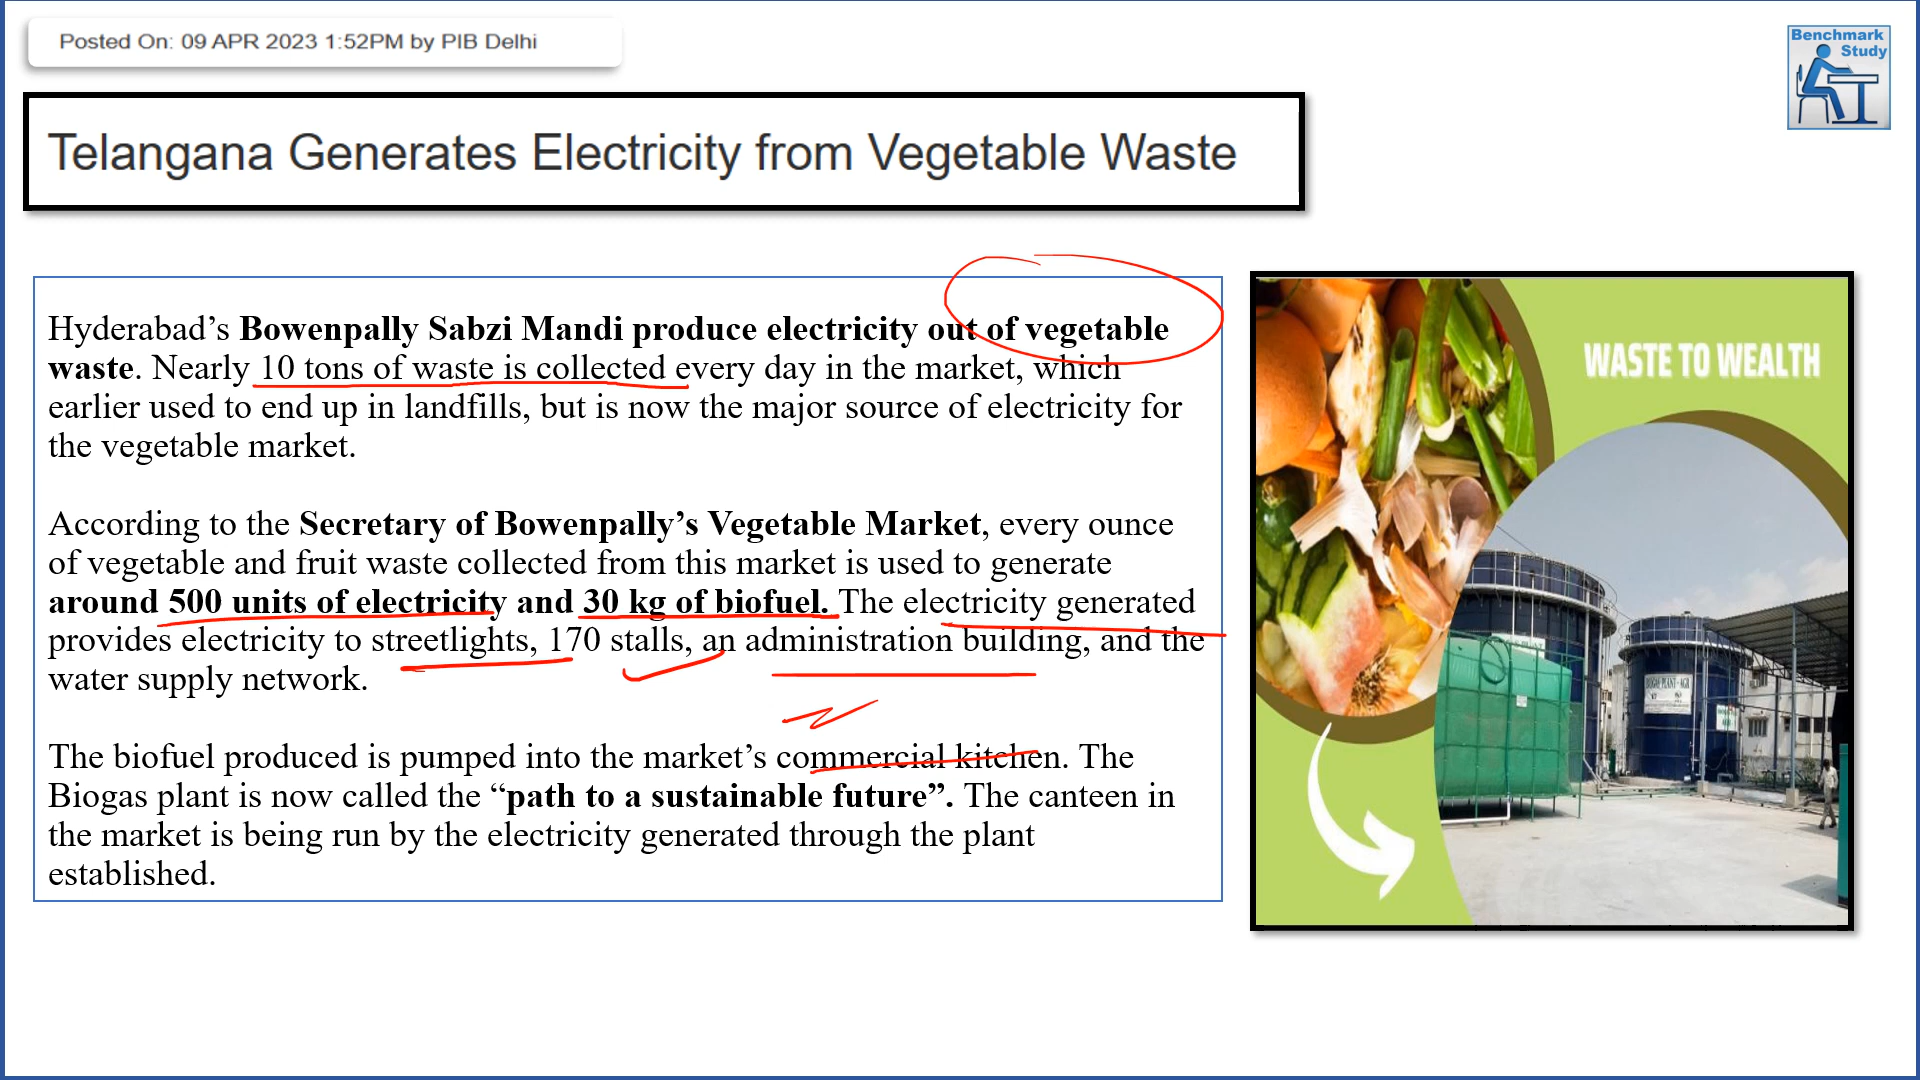 Posted On: 09 APR 2023 1:52PM by PIB Delhi
Benchmark
Study
Telangana Generates Electricity from Vegetable Waste
Hyderabad’s Bowenpally Sabzi Mandi produce electricity out of vegetable
waste. Nearly 10 tons of waste is collected every day in the market, which
earlier used to end up in landfills, but is now the major source of electricity for
the vegetable market.
According to the Secretary of Bowenpally’s Vegetable Market, every ounce
of vegetable and fruit waste collected from this market is used to generate
around 500 units of electricity and 30 kg of biofuel. The electricity generated
provides electricity to streetlights, 170 stalls, an administration building, and the
water supply network.
The biofuel produced is pumped into the market’s commercial kitchen. The
Biogas plant is now called the “path to a sustainable future”. The canteen in
the market is being run by the electricity generated through the plant
established.
WASTE TO WEALTH
BIOGAS PLANT - AGR